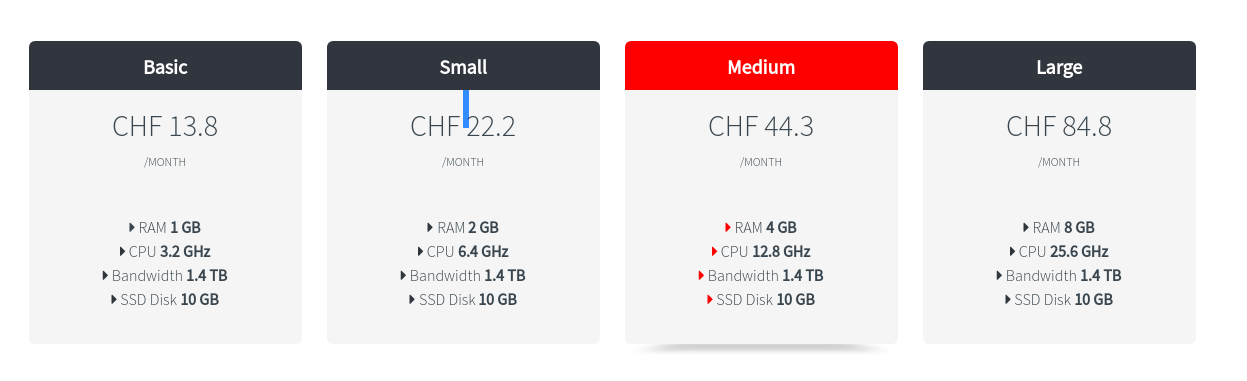 Basic
CHF 13.8
/MONTH
RAM 1 GB
CPU 3.2 GHz
Bandwidth 1.4 TB
SSD Disk 10 GB
Small
CHF 22.2
/MONTH
RAM 2 GB
CPU 6.4 GHz
Bandwidth 1.4 TB
SSD Disk 10 GB
Medium
CHF 44.3
/MONTH
RAM 4 GB
CPU 12.8 GHz
Bandwidth 1.4 TB
SSD Disk 10 GB
Large
CHF 84.8
/MONTH
RAM 8 GB
CPU 25.6 GHz
Bandwidth 1.4 TB
SSD Disk 10 GB